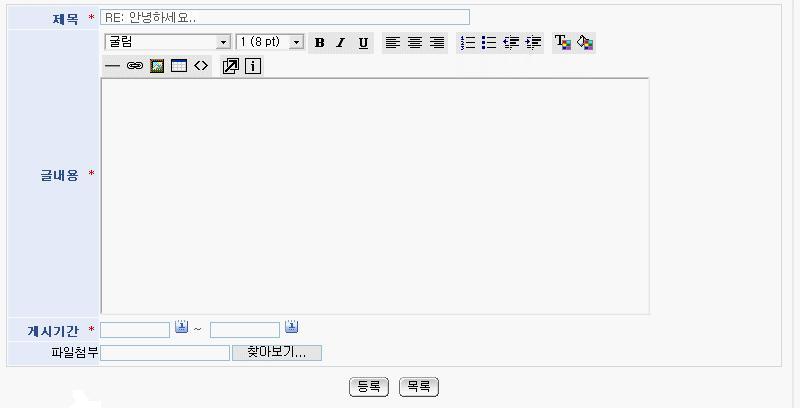 제목 * RE: 안녕하세요..
굴림 1 (8 pt) B I U
글내용 *
게시기간 * ~
파일첨부 찾아보기...
등록 목록